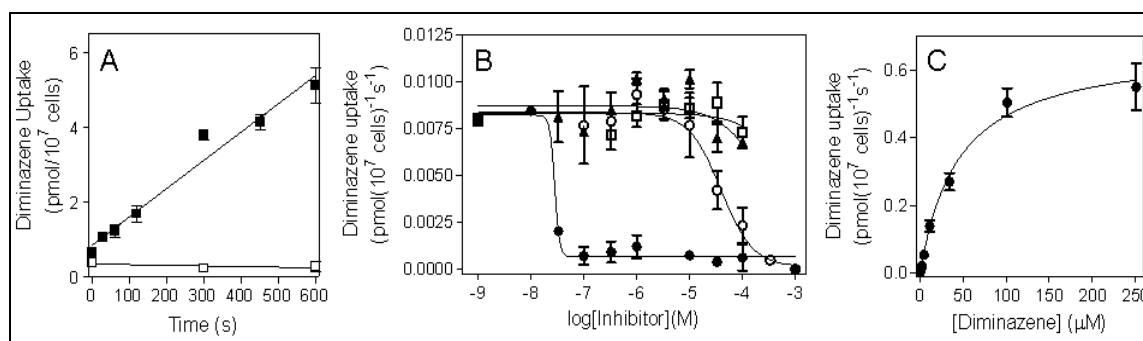 A
Diminazene Uptake
(pmol/10⁷ cells)
6
4
2
0
0 100 200 300 400 500 600
Time (s)
B
Diminazene uptake
(pmol(10⁷ cells)⁻¹s⁻¹)
0.0125
0.0100
0.0075
0.0050
0.0025
0.0000
-9 -8 -7 -6 -5 -4 -3
log[Inhibitor](M)
C
Diminazene uptake
(pmol(10⁷ cells)⁻¹s⁻¹)
0.6
0.4
0.2
0.0
0 50 100 150 200 250
[Diminazene] (µM)